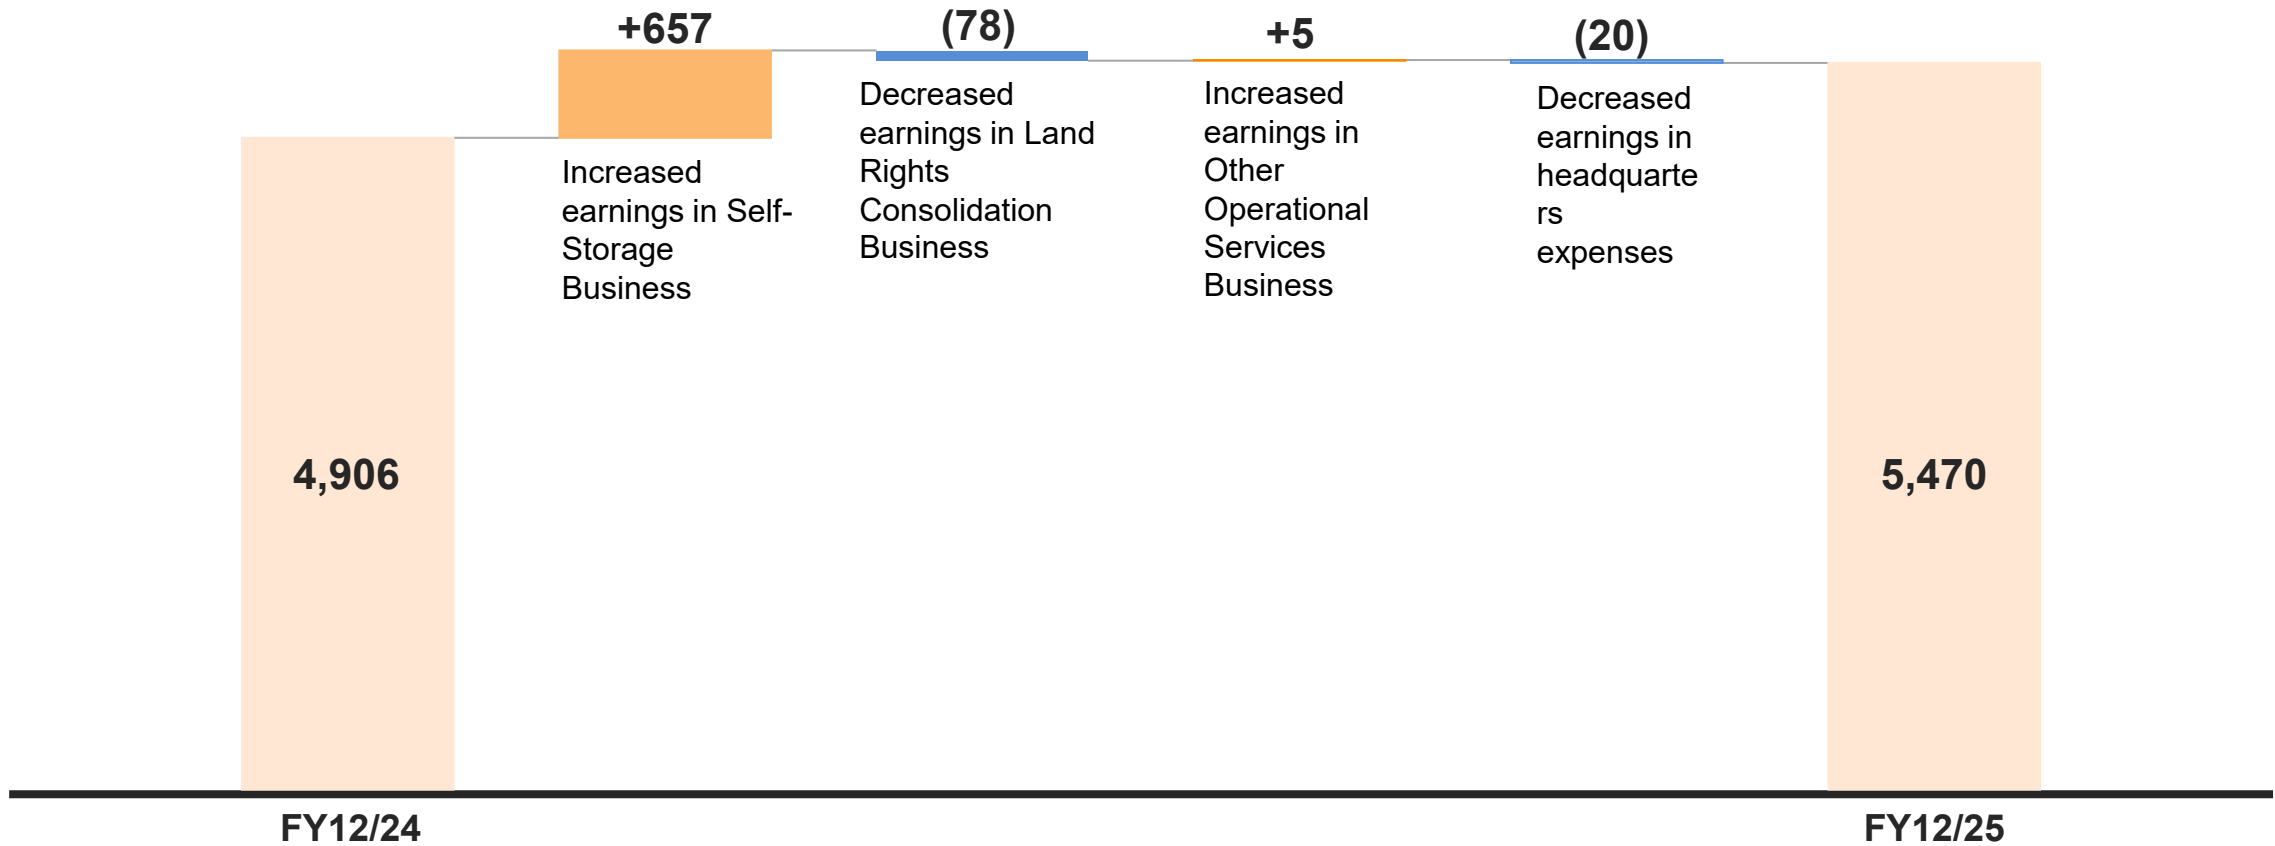 +657
(78)
+5
(20)
Increased
earnings in Self-
Storage
Business
Decreased
earnings in Land
Rights
Consolidation
Business
Increased
earnings in
Other
Operational
Services
Business
Decreased
earnings in
headquarte
rs
expenses
4,906
5,470
FY12/24
FY12/25